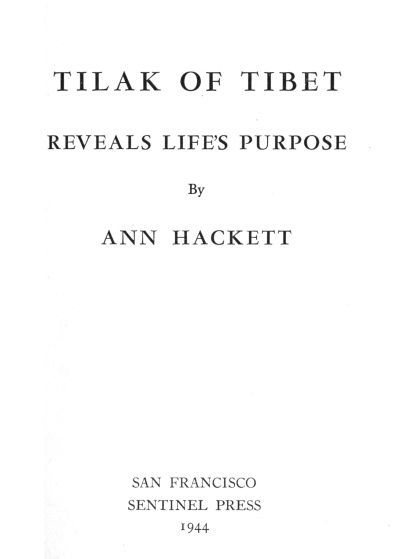 TILAK OF TIBET
REVEALS LIFE'S PURPOSE
By
ANN HACKETT
SAN FRANCISCO
SENTINEL PRESS
1944